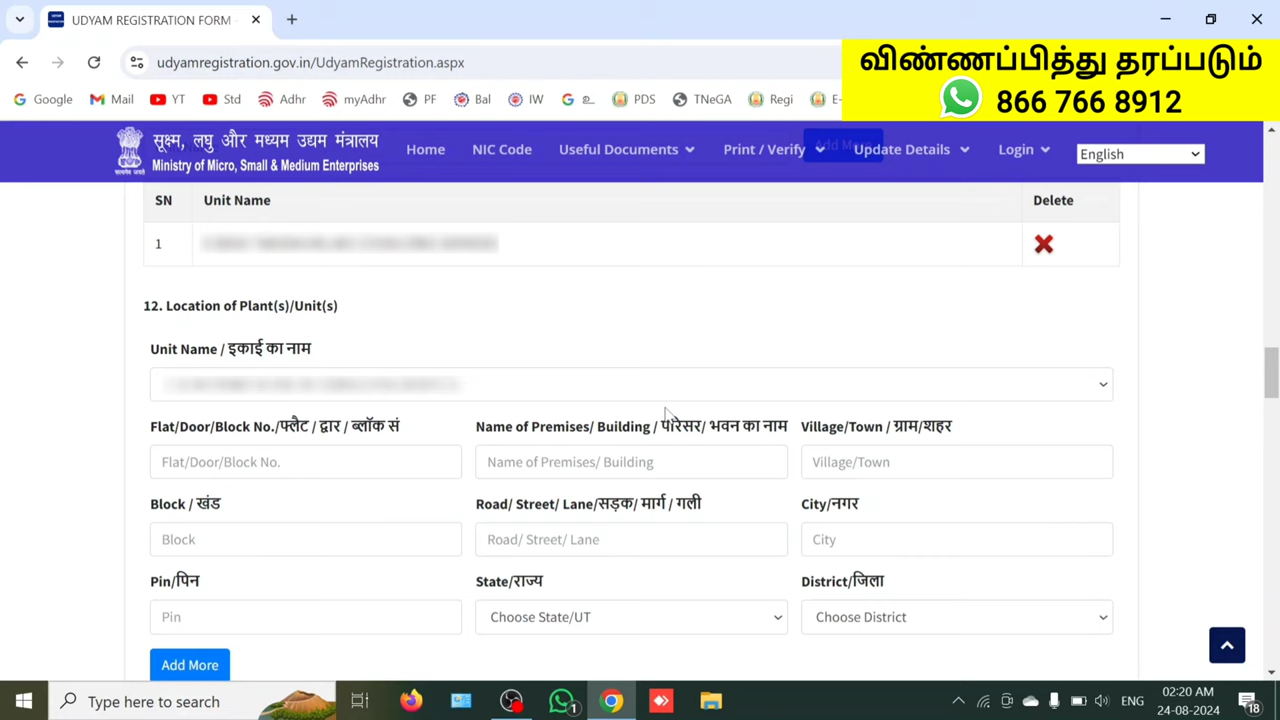 UDYAM REGISTRATION FORM
udyamregistration.gov.in/UdyamRegistration.aspx
விண்ணப்பித்து தரப்படும்
866 766 8912
Google
Mail
YT
Std
Adhr
myAdhr
PF
Bal
IW
உ..
PDS
TNeGA
Regi
E-
सूक्ष्म, लघु और मध्यम उद्यम मंत्रालय
Ministry of Micro, Small & Medium Enterprises
Home
NIC Code
Useful Documents
Print / Verify
Update Details
Login
English
SN
Unit Name
Delete
1
12. Location of Plant(s)/Unit(s)
Unit Name / इकाई का नाम
Flat/Door/Block No./फ्लैट / द्वार / ब्लॉक सं
Name of Premises/ Building / परिसर/ भवन का नाम
Village/Town / ग्राम/शहर
Flat/Door/Block No.
Name of Premises/ Building
Village/Town
Block / खंड
Road/ Street/ Lane/सड़क/ मार्ग / गली
City/नगर
Block
Road/ Street/ Lane
City
Pin/पिन
State/राज्य
District/जिला
Pin
Choose State/UT
Choose District
Add More
Type here to search
1
ENG
02:20 AM
24-08-2024
18